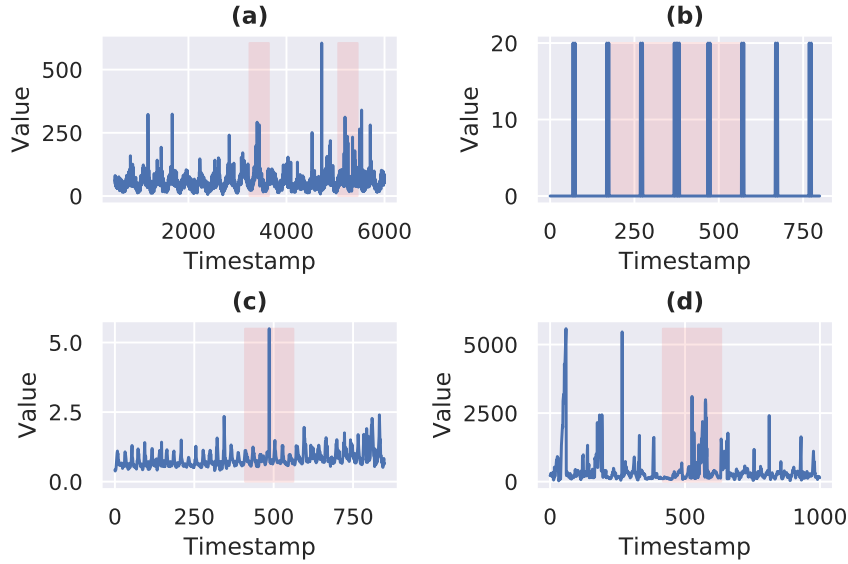 (a)
500
250
0
Value
2000 4000 6000
Timestamp
(b)
20
10
0
Value
0 250 500 750
Timestamp
(c)
5.0
2.5
0.0
Value
0 250 500 750
Timestamp
(d)
5000
2500
0
Value
0 500 1000
Timestamp